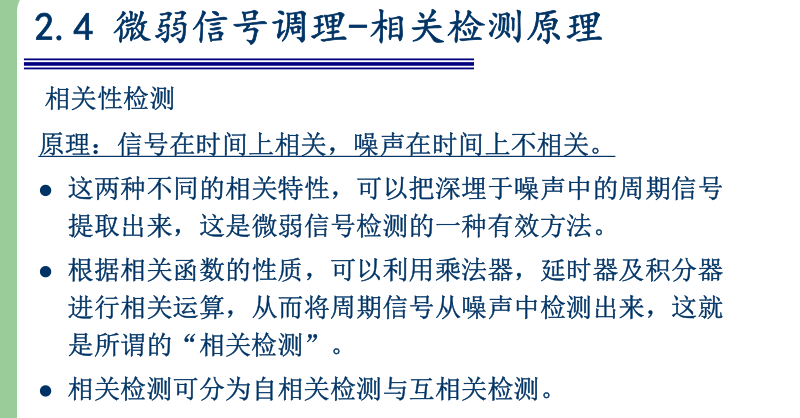 2.4 微弱信号调理-相关检测原理
相关性检测
原理：信号在时间上相关，噪声在时间上不相关。
● 这两种不同的相关特性，可以把深埋于噪声中的周期信号
提取出来，这是微弱信号检测的一种有效方法。
● 根据相关函数的性质，可以利用乘法器，延时器及积分器
进行相关运算，从而将周期信号从噪声中检测出来，这就
是所谓的“相关检测”。
● 相关检测可分为自相关检测与互相关检测。